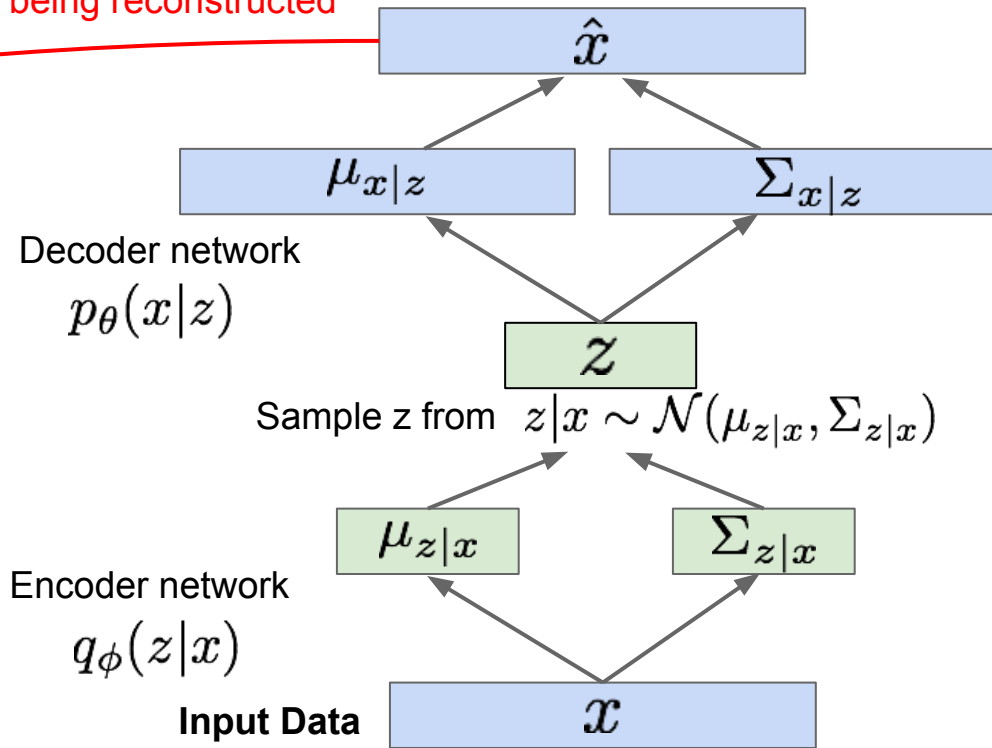 being reconstructed
x̂
μ_{x|z}
Σ_{x|z}
Decoder network
p_θ(x|z)
z
Sample z from z|x ∼ 𝒩(μ_{z|x}, Σ_{z|x})
μ_{z|x}
Σ_{z|x}
Encoder network
q_ϕ(z|x)
Input Data
x